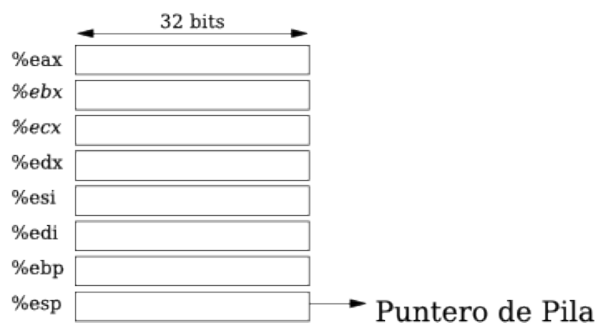 32 bits
%eax
%ebx
%ecx
%edx
%esi
%edi
%ebp
%esp
Puntero de Pila